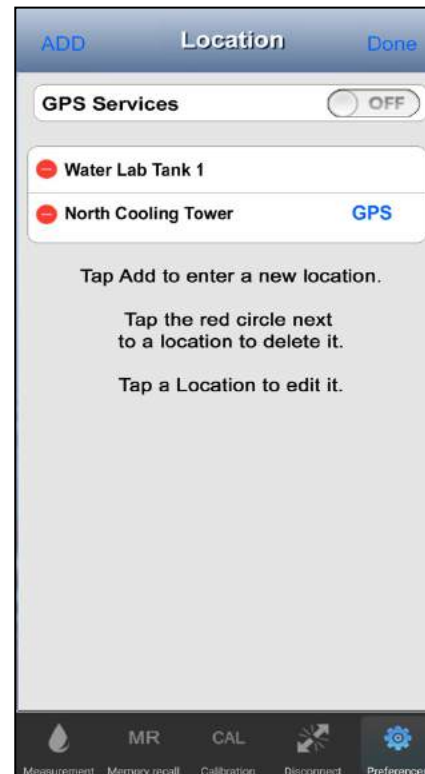 ADD Location Done
GPS Services OFF
Water Lab Tank 1
North Cooling Tower GPS
Tap Add to enter a new location.
Tap the red circle next
to a location to delete it.
Tap a Location to edit it.
MR CAL
Measurement Memory recall Calibration Disconnect Preferences